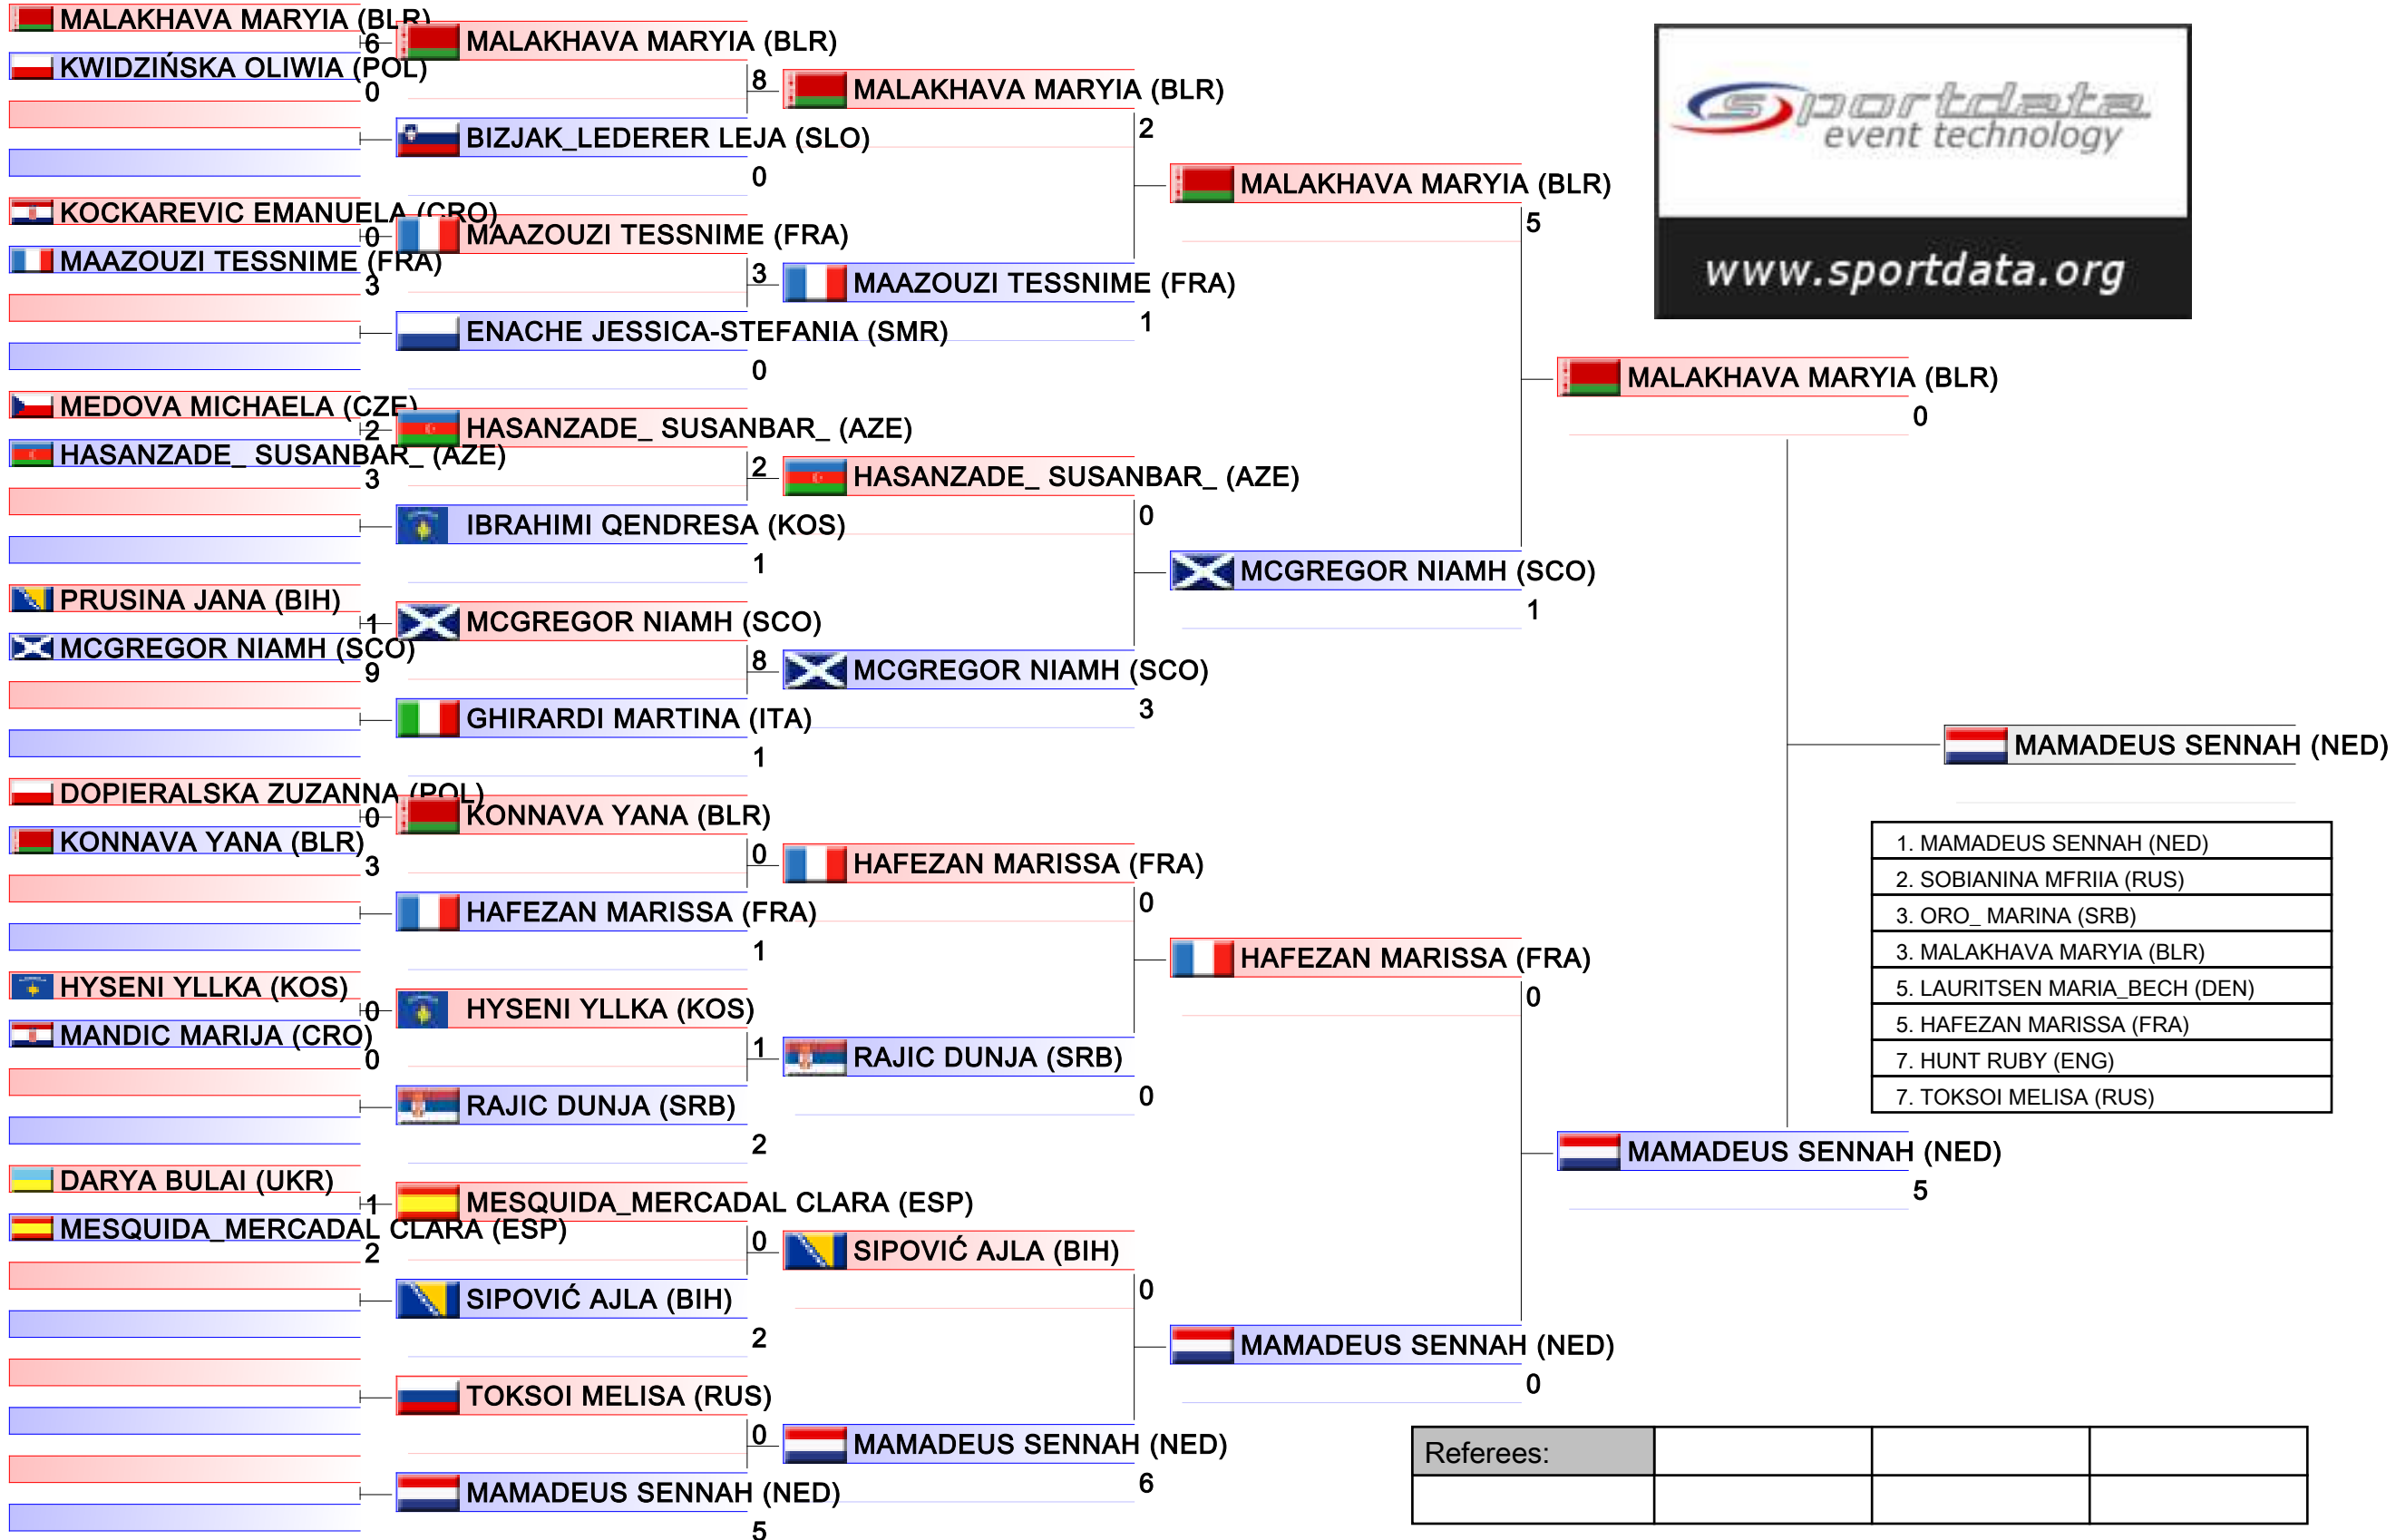 MALAKHAVA MARYIA (BLR)
6
KWIDZIŃSKA OLIWIA (POL)
0
KOCKAREVIC EMANUELA (CRO)
0
MAAZOUZI TESSNIME (FRA)
3
MEDOVA MICHAELA (CZE)
2
HASANZADE_ SUSANBAR_ (AZE)
3
PRUSINA JANA (BIH)
1
MCGREGOR NIAMH (SCO)
9
DOPIERALSKA ZUZANNA (POL)
0
KONNAVA YANA (BLR)
3
HYSENI YLLKA (KOS)
0
MANDIC MARIJA (CRO)
0
DARYA BULAI (UKR)
1
MESQUIDA_MERCADAL CLARA (ESP)
2
MALAKHAVA MARYIA (BLR)
8
BIZJAK_LEDERER LEJA (SLO)
0
MAAZOUZI TESSNIME (FRA)
3
ENACHE JESSICA-STEFANIA (SMR)
0
HASANZADE_ SUSANBAR_ (AZE)
2
IBRAHIMI QENDRESA (KOS)
1
MCGREGOR NIAMH (SCO)
8
GHIRARDI MARTINA (ITA)
1
KONNAVA YANA (BLR)
0
HAFEZAN MARISSA (FRA)
1
HYSENI YLLKA (KOS)
1
RAJIC DUNJA (SRB)
2
MESQUIDA_MERCADAL CLARA (ESP)
0
SIPOVIĆ AJLA (BIH)
2
TOKSOI MELISA (RUS)
0
MAMADEUS SENNAH (NED)
5
MALAKHAVA MARYIA (BLR)
2
MAAZOUZI TESSNIME (FRA)
1
HASANZADE_ SUSANBAR_ (AZE)
0
MCGREGOR NIAMH (SCO)
3
HAFEZAN MARISSA (FRA)
0
RAJIC DUNJA (SRB)
0
SIPOVIĆ AJLA (BIH)
0
MAMADEUS SENNAH (NED)
6
MALAKHAVA MARYIA (BLR)
5
MCGREGOR NIAMH (SCO)
1
HAFEZAN MARISSA (FRA)
0
MAMADEUS SENNAH (NED)
0
MALAKHAVA MARYIA (BLR)
0
MAMADEUS SENNAH (NED)
5
MAMADEUS SENNAH (NED)
sportdata
event technology
www.sportdata.org
1. MAMADEUS SENNAH (NED)
2. SOBIANINA MFRIIA (RUS)
3. ORO_ MARINA (SRB)
3. MALAKHAVA MARYIA (BLR)
5. LAURITSEN MARIA_BECH (DEN)
5. HAFEZAN MARISSA (FRA)
7. HUNT RUBY (ENG)
7. TOKSOI MELISA (RUS)
Referees: